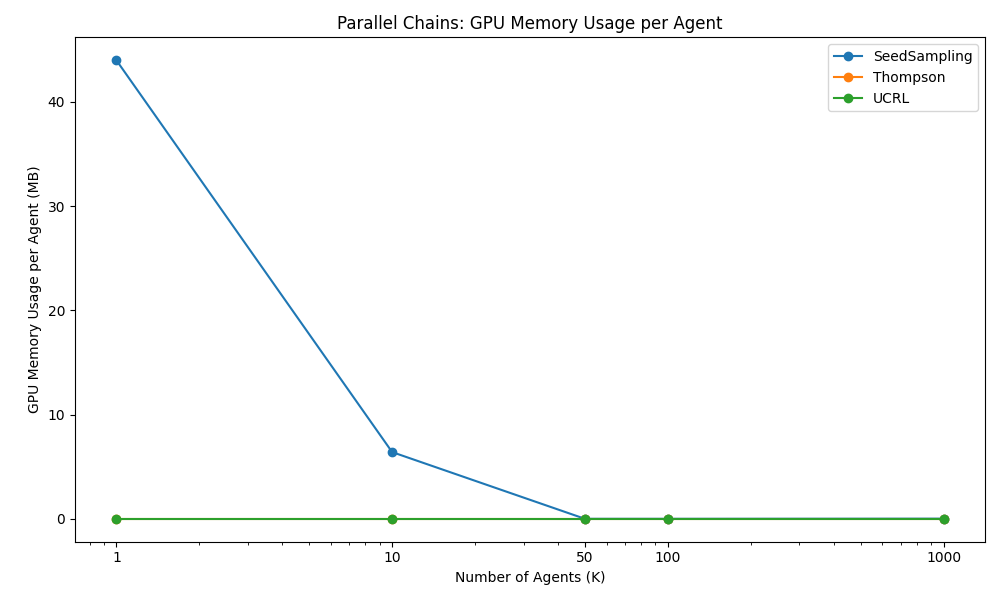 Parallel Chains: GPU Memory Usage per Agent
SeedSampling
Thompson
UCRL
GPU Memory Usage per Agent (MB)
40
30
20
10
0
1
10
50
100
1000
Number of Agents (K)